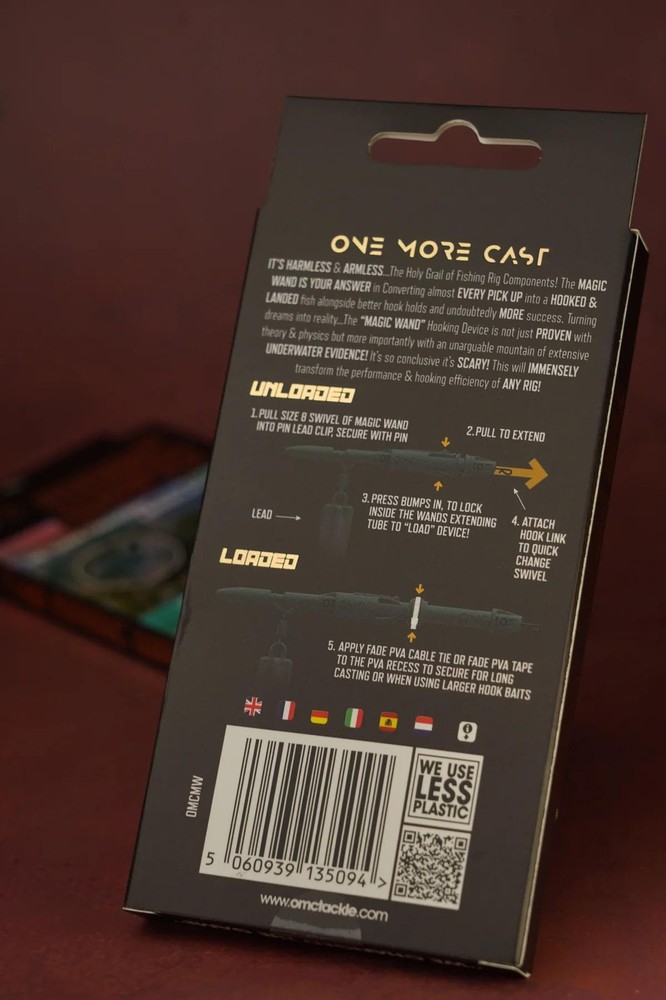 ONE MORE CAST
IT'S HARMLESS & ARMLESS...The Holy Grail of Fishing Rig Components! The MAGIC
WAND IS YOUR ANSWER in Converting almost EVERY PICK UP into a HOOKED &
LANDED fish alongside better hook holds and undoubtedly MORE success. Turning
dreams into reality...The "MAGIC WAND" Hooking Device is not just PROVEN with
theory & physics but more importantly with an unarguable mountain of extensive
UNDERWATER EVIDENCE! it's so conclusive it's SCARY! This will IMMENSELY
transform the performance & hooking efficiency of ANY RIG!
UNLOADED
1.PULL SIZE 8 SWIVEL OF MAGIC WAND
INTO PIN LEAD CLIP, SECURE WITH PIN
2.PULL TO EXTEND
LEAD
3. PRESS BUMPS IN, TO LOCK
INSIDE THE WANDS EXTENDING
TUBE TO "LOAD" DEVICE!
4. ATTACH
HOOK LINK
TO QUICK
CHANGE
SWIVEL
LOADED
5. APPLY FADE PVA CABLE TIE OR FADE PVA TAPE
TO THE PVA RECESS TO SECURE FOR LONG
CASTING OR WHEN USING LARGER HOOK BAITS
OMCMW
WE USE
LESS
PLASTIC
5 060939 135094 >
www.omctackle.com